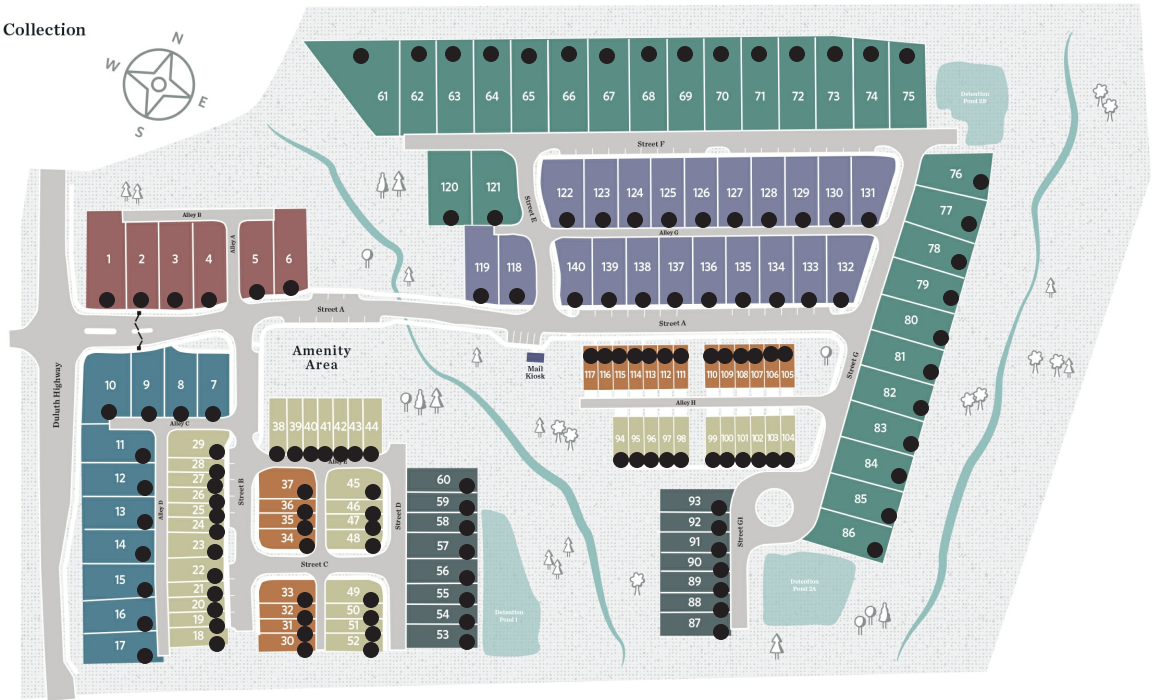 Collection
N
W
E
S
61 62 63 64 65 66 67 68 69 70 71 72 73 74 75
Detention
Pond 2B
Street F
120 121
Street E
122 123 124 125 126 127 128 129 130 131
Alley G
119 118
140 139 138 137 136 135 134 133 132
76
77
78
79
80
81
82
83
84
85
86
Alley B
Alley A
1 2 3 4 5 6
Street A
Street A
Street G
Duluth Highway
Amenity
Area
Mail
Kiosk
117 116 115 114 113 112 111 110 109 108 107 106 105
Alley H
94 95 96 97 98 99 100 101 102 103 104
10 9 8 7
Alley C
11
12
13
14
15
16
17
Alley D
29
28
27
26
25
24
23
22
21
20
19
18
Street B
38 39 40 41 42 43 44
Alley E
37
36
35
34
45
46
47
48
Street C
33
32
31
30
49
50
51
52
Street D
60
59
58
57
56
55
54
53
Detention
Pond 1
93
92
91
90
89
88
87
Street G1
Detention
Pond 2A